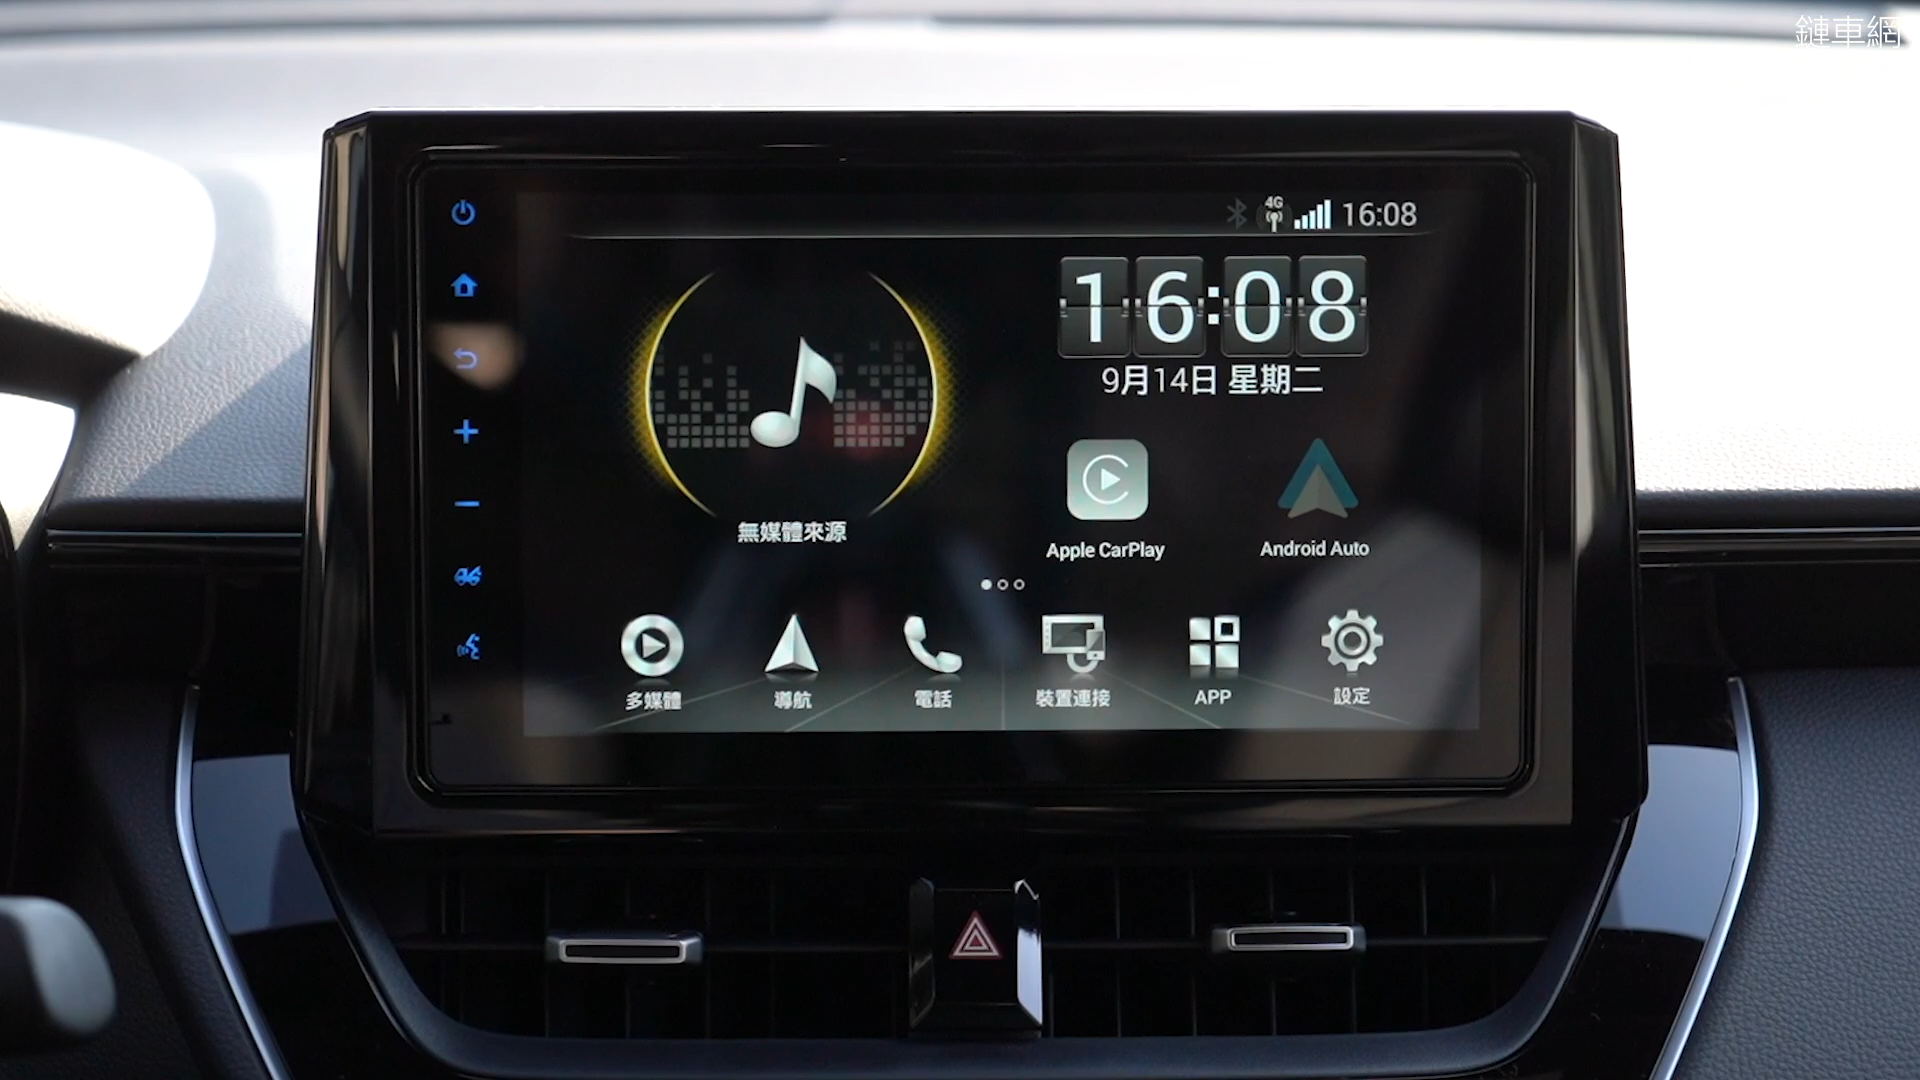 鏈車網
4G 16:08
16:08
9月14日 星期二
無媒體來源
Apple CarPlay
Android Auto
多媒體
導航
電話
裝置連接
APP
設定